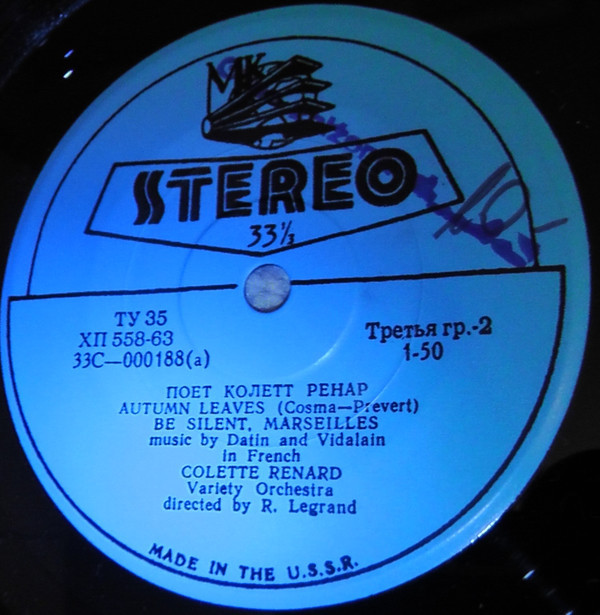 МК
STEREO
33⅓
10-
ТУ 35
ХП 558-63
33С—000188(а)
Третья гр.-2
1-50
ПОЕТ КОЛЕТТ РЕНАР
AUTUMN LEAVES (Cosma—Prevert)
BE SILENT, MARSEILLES
music by Datin and Vidalain
in French
COLETTE RENARD
Variety Orchestra
directed by R. Legrand
MADE IN THE U.S.S.R.